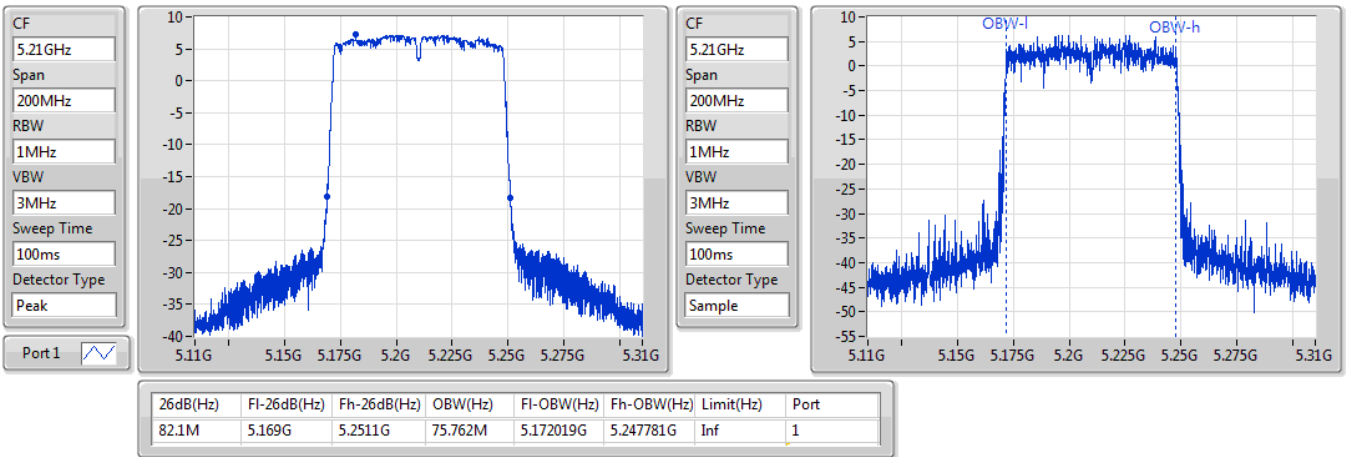 CF
5.21GHz
Span
200MHz
RBW
1MHz
VBW
3MHz
Sweep Time
100ms
Detector Type
Peak
Port 1
10
5
0
-5
-10
-15
-20
-25
-30
-35
-40
5.11G 5.15G 5.175G 5.2G 5.225G 5.25G 5.275G 5.31G
CF
5.21GHz
Span
200MHz
RBW
1MHz
VBW
3MHz
Sweep Time
100ms
Detector Type
Sample
OBW-l OBW-h
10
5
0
-5
-10
-15
-20
-25
-30
-35
-40
-45
-50
-55
5.11G 5.15G 5.175G 5.2G 5.225G 5.25G 5.275G 5.31G
26dB(Hz) Fl-26dB(Hz) Fh-26dB(Hz) OBW(Hz) Fl-OBW(Hz) Fh-OBW(Hz) Limit(Hz) Port
82.1M 5.169G 5.2511G 75.762M 5.172019G 5.247781G Inf 1